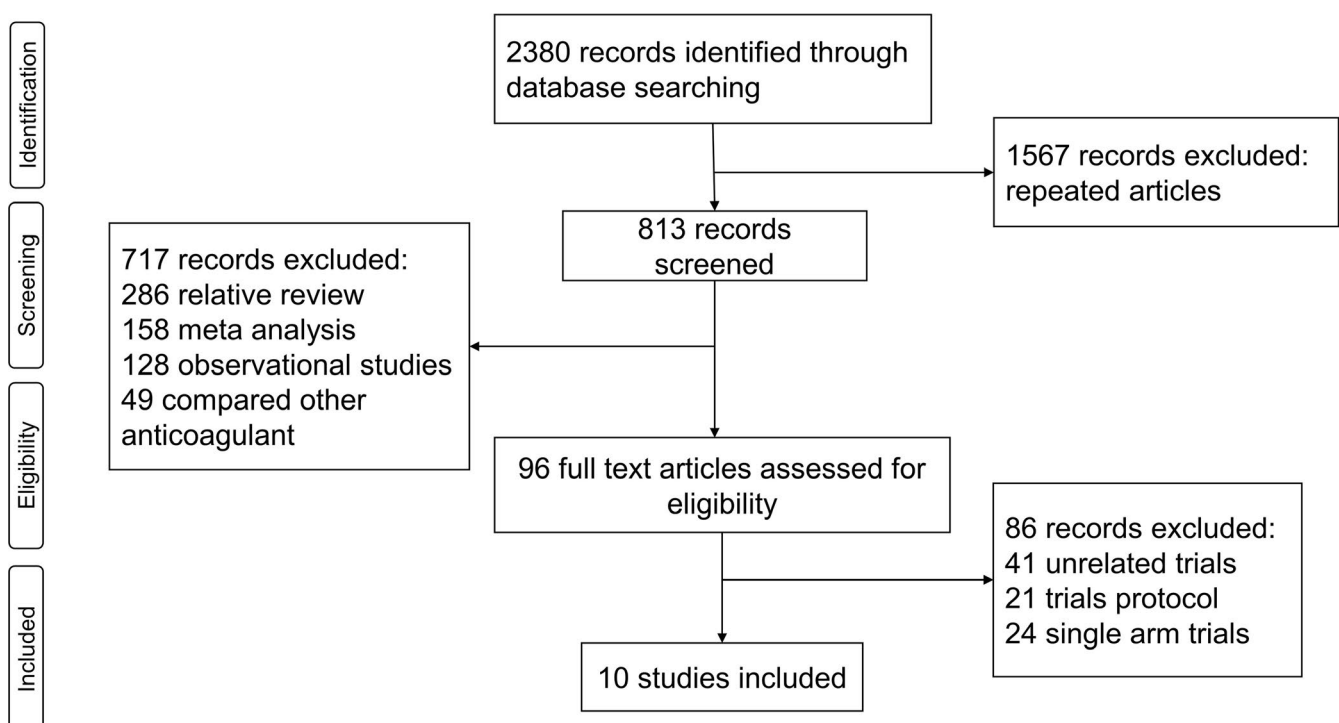 Identification
2380 records identified through
database searching
1567 records excluded:
repeated articles
Screening
813 records
screened
717 records excluded:
286 relative review
158 meta analysis
128 observational studies
49 compared other
anticoagulant
Eligibility
96 full text articles assessed for
eligibility
86 records excluded:
41 unrelated trials
21 trials protocol
24 single arm trials
Included
10 studies included